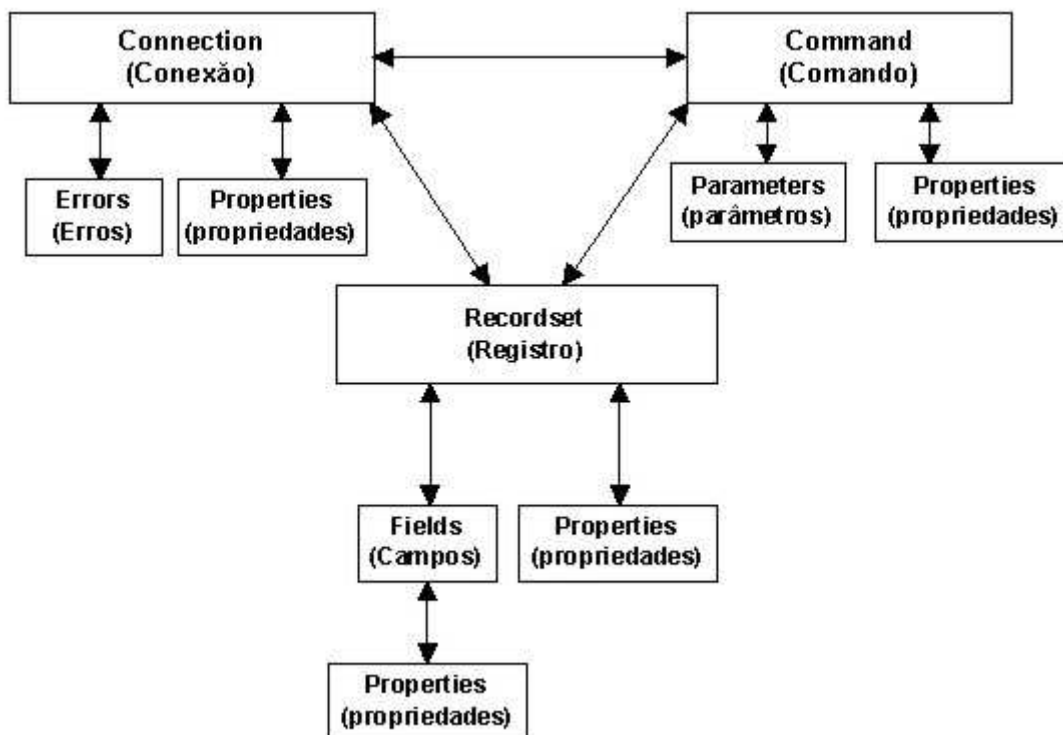 Connection
(Conexão)
Command
(Comando)
Errors
(Erros)
Properties
(propriedades)
Parameters
(parâmetros)
Properties
(propriedades)
Recordset
(Registro)
Fields
(Campos)
Properties
(propriedades)
Properties
(propriedades)